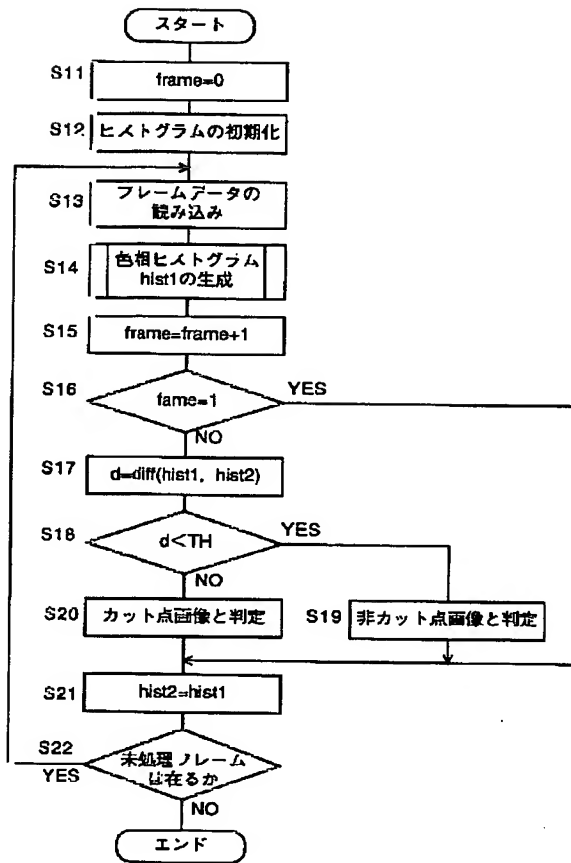 スタート
S11
frame=0
S12
ヒストグラムの初期化
S13
フレームデータの
読み込み
S14
色相ヒストグラム
hist1の生成
S15
frame=frame+1
S16
fame=1
YES
NO
S17
d=diff(hist1, hist2)
S18
d<TH
YES
NO
S20
カット点画像と判定
S19
非カット点画像と判定
S21
hist2=hist1
S22
未処理フレーム
は在るか
YES
NO
エンド